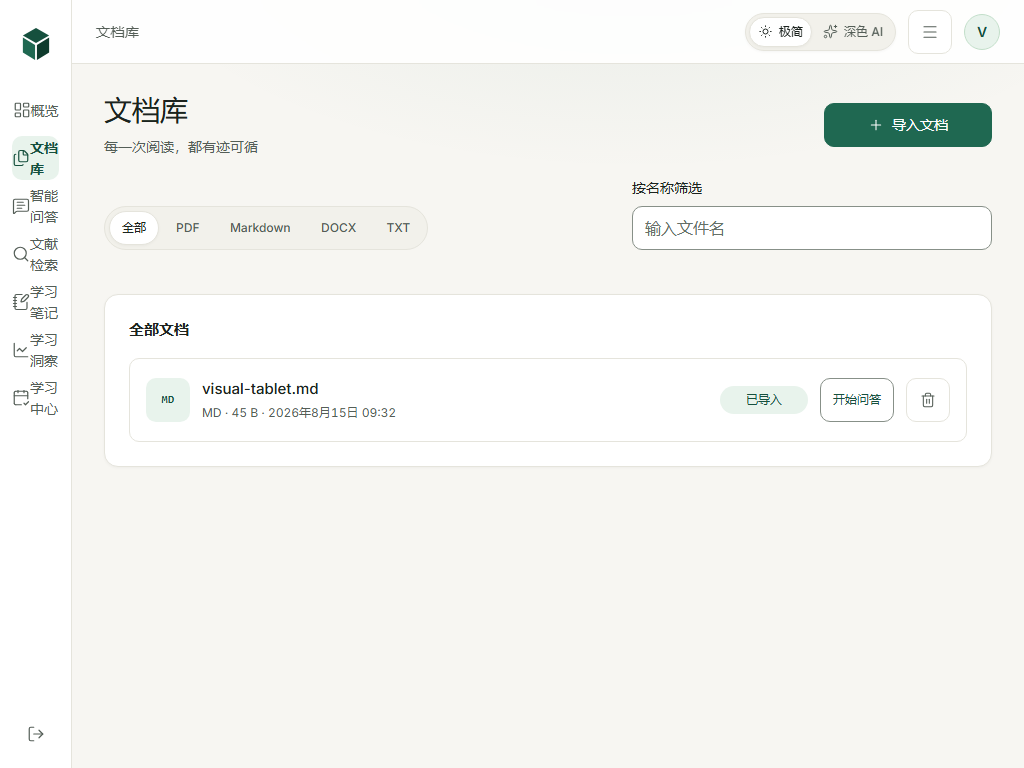 文档库
极简
深色 AI
V
概览
文档
库
智能
问答
文献
检索
学习
笔记
学习
洞察
学习
中心
文档库
每一次阅读，都有迹可循
导入文档
按名称筛选
全部
PDF
Markdown
DOCX
TXT
输入文件名
全部文档
MD
visual-tablet.md
MD · 45 B · 2026年8月15日 09:32
已导入
开始问答